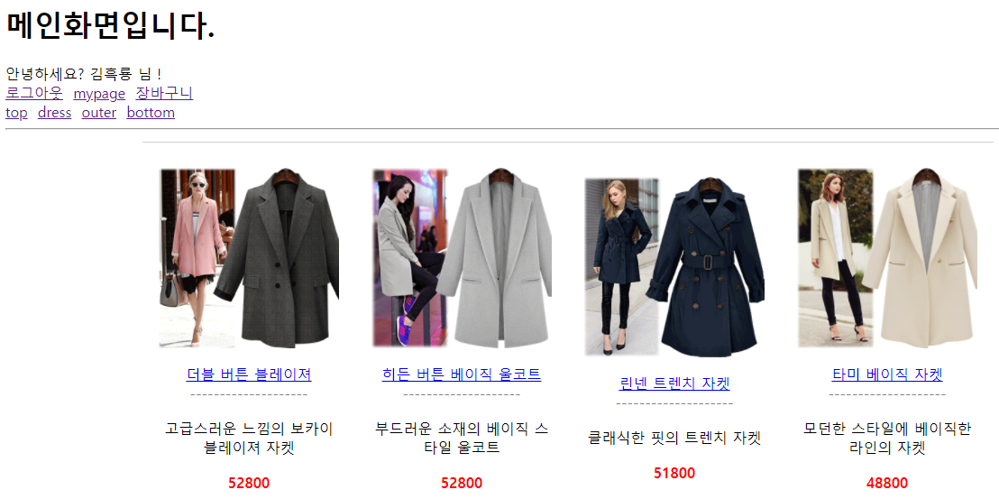 메인화면입니다.
안녕하세요? 김흑룡 님 !
로그아웃 mypage 장바구니
top dress outer bottom
더블 버튼 블레이져
--------------------
고급스러운 느낌의 보카이
블레이져 자켓
52800
히든 버튼 베이직 울코트
--------------------
부드러운 소재의 베이직 스
타일 울코트
52800
린넨 트렌치 자켓
--------------------
클래식한 핏의 트렌치 자켓
51800
타미 베이직 자켓
--------------------
모던한 스타일에 베이직한
라인의 자켓
48800